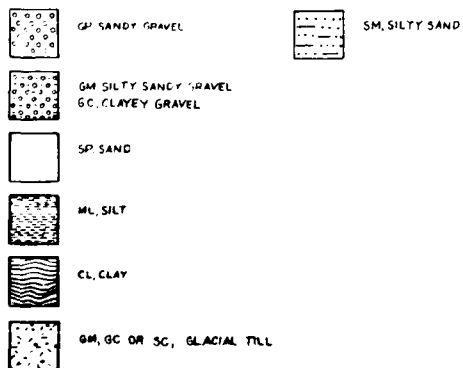 GP, SANDY GRAVEL
GM, SILTY SANDY GRAVEL
GC, CLAYEY GRAVEL
SP, SAND
ML, SILT
CL, CLAY
GM, GC OR SC, GLACIAL TILL
SM, SILTY SAND